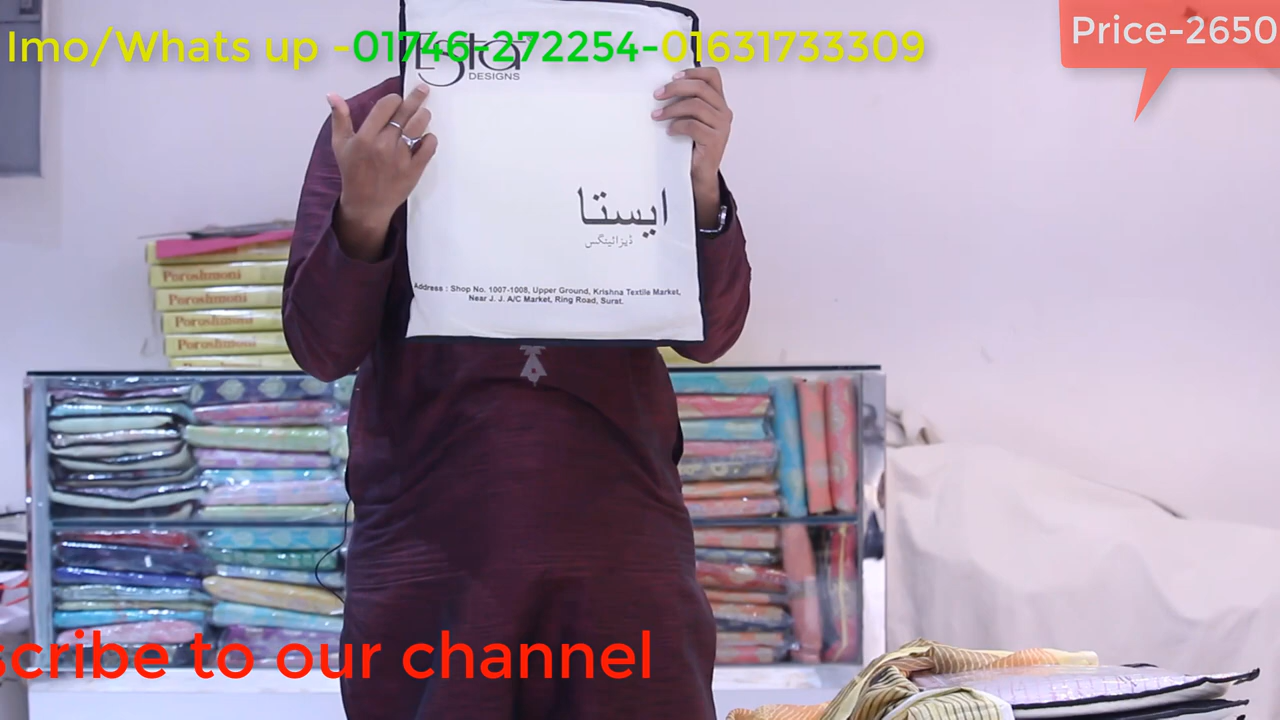 Imo/Whats up -01746-272254-01631733309
Price-2650
Esta
DESIGNS
ایستا
ڈیزائینگس
Address : Shop No. 1007-1008, Upper Ground, Krishna Textile Market,
Near J. J. A/C Market, Ring Road, Surat.
Poroshmoni
Poroshmoni
Poroshmoni
Poroshmoni
scribe to our channel